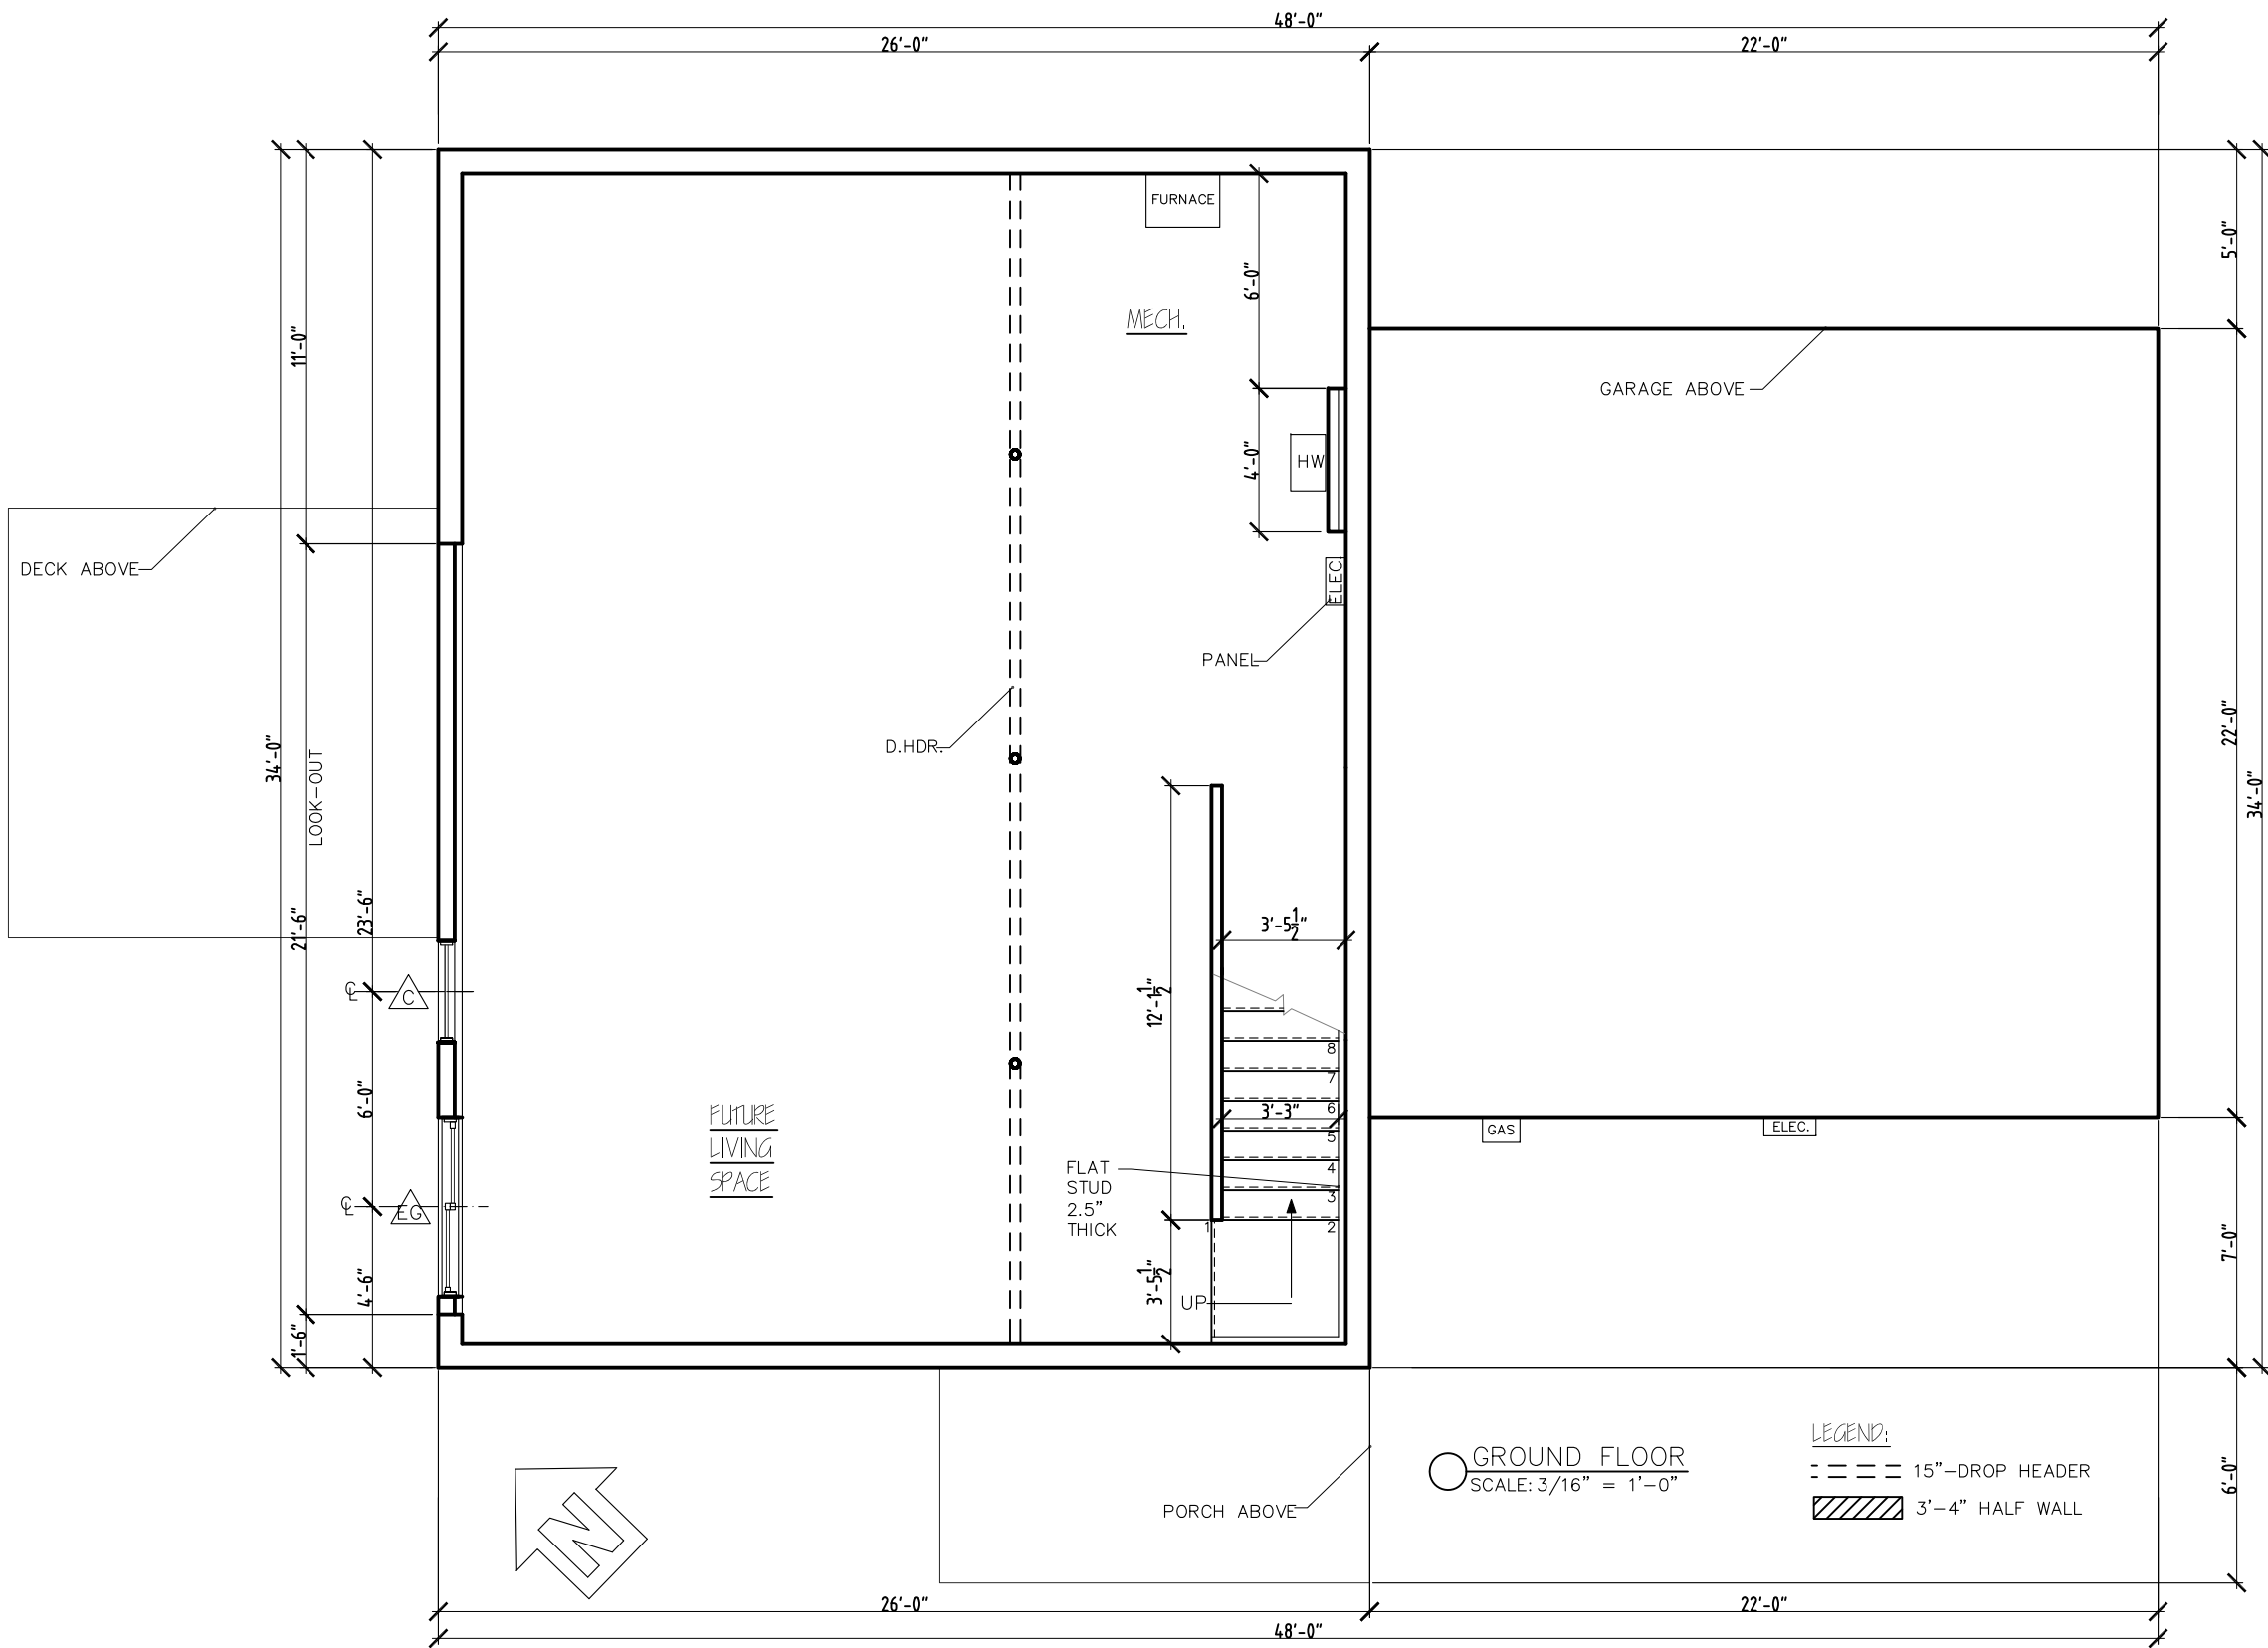 48'-0"
26'-0"
22'-0"
FURNACE
5'-0"
6'-0"
MECH.
11'-0"
GARAGE ABOVE
4'-0"
HW
DECK ABOVE
ELEC.
PANEL
22'-0"
D.HDR.
34'-0"
LOOK-OUT
34'-0"
21'-6"
23'-6"
3'-5 1/2"
12'-1 1/2"
℄
C
8
7
6
5
4
3
2
1
3'-3"
6'-0"
FUTURE
LIVING
SPACE
FLAT
STUD
2.5"
THICK
GAS
ELEC.
℄
EG
7'-0"
4'-6"
3'-5 1/2"
UP
1'-6"
LEGEND:
GROUND FLOOR
SCALE: 3/16" = 1'-0"
15"-DROP HEADER
3'-4" HALF WALL
6'-0"
PORCH ABOVE
N
26'-0"
22'-0"
48'-0"